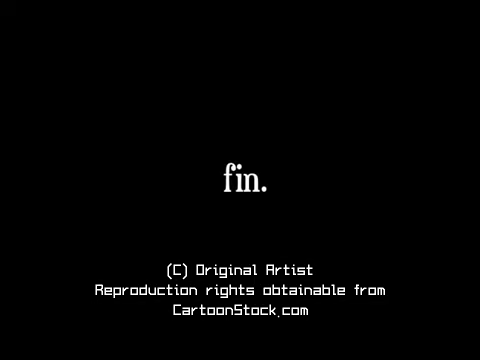 fin.
(C) Original Artist
Reproduction rights obtainable from
CartoonStock.com